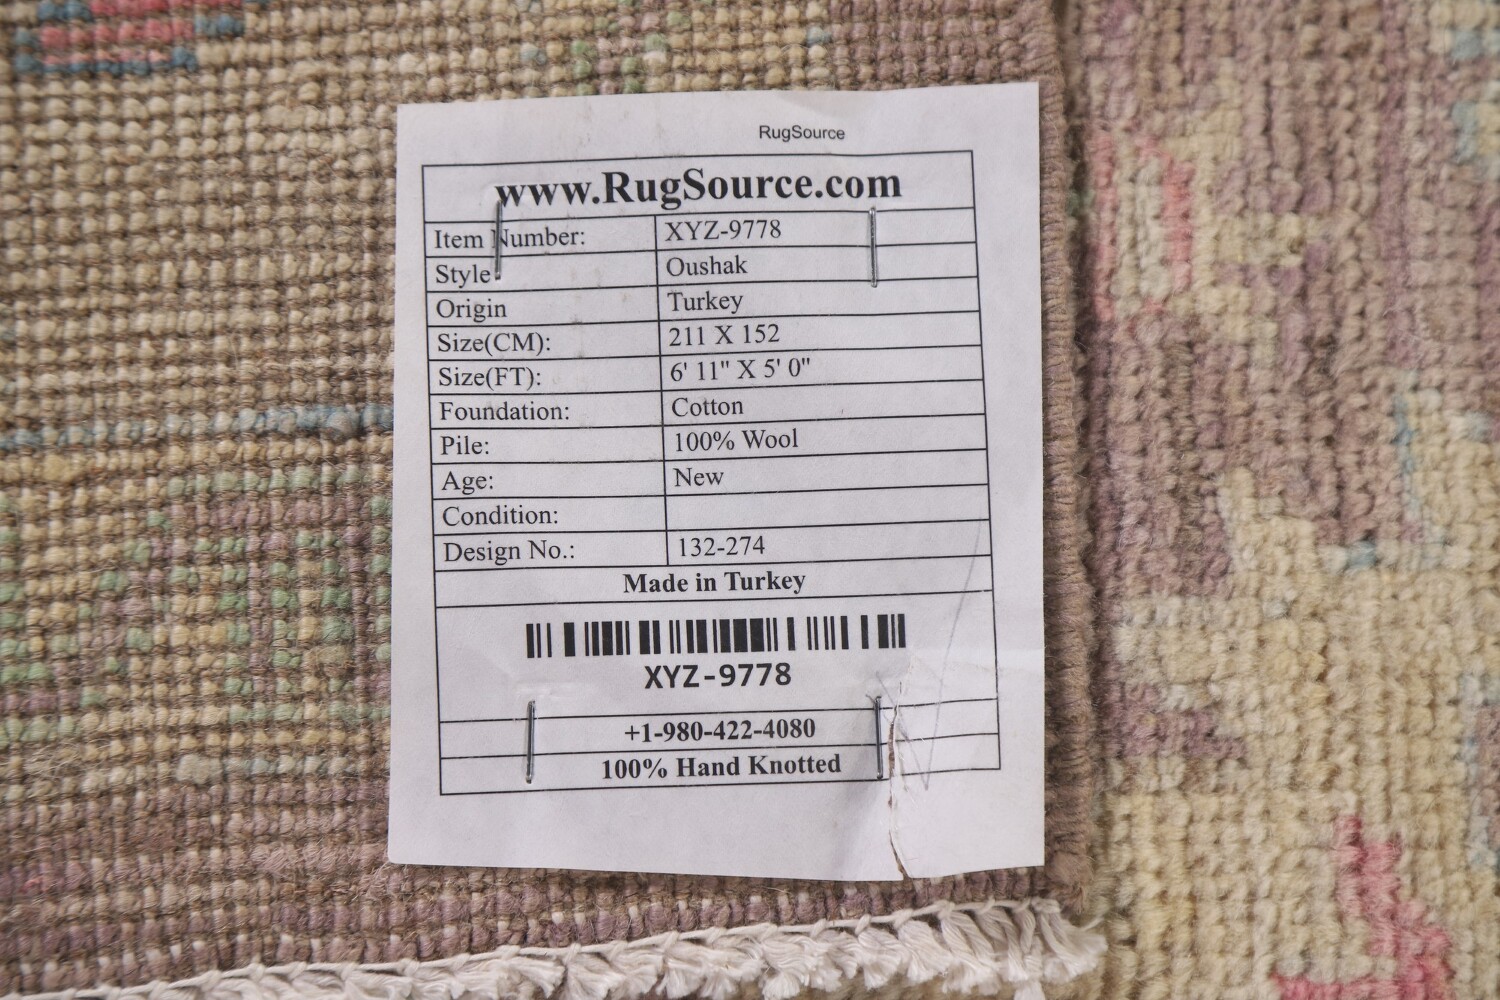 RugSource
www.RugSource.com
Item Number: XYZ-9778
Style: Oushak
Origin Turkey
Size(CM): 211 X 152
Size(FT): 6' 11" X 5' 0"
Foundation: Cotton
Pile: 100% Wool
Age: New
Condition:
Design No.: 132-274
Made in Turkey
XYZ-9778
+1-980-422-4080
100% Hand Knotted